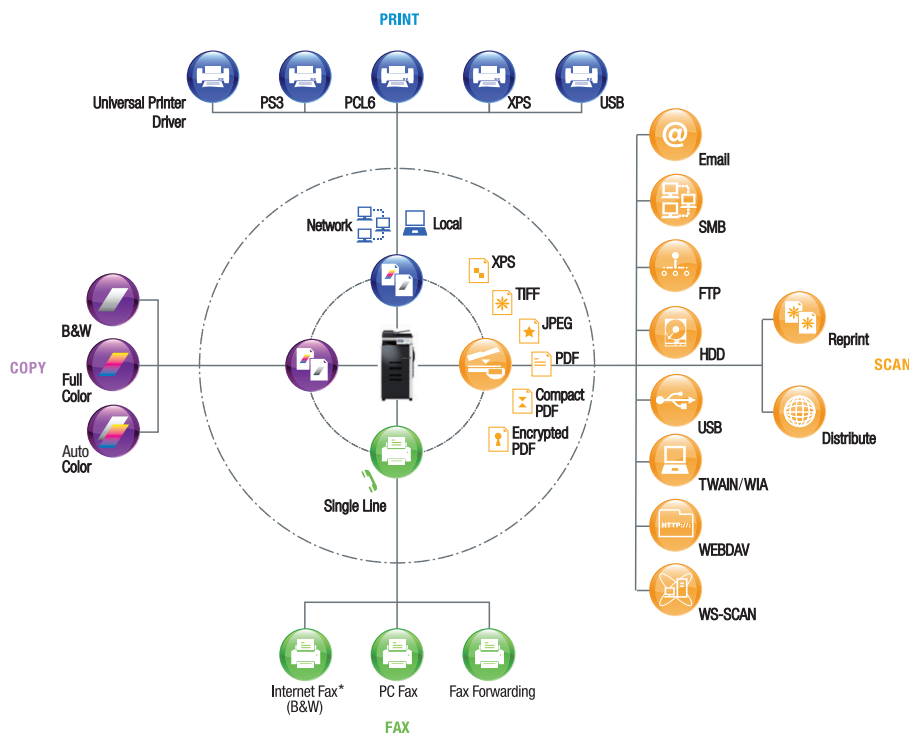 PRINT
Universal Printer
Driver
PS3
PCL6
XPS
USB
Network
Local
XPS
TIFF
JPEG
PDF
Compact
PDF
Encrypted
PDF
Single Line
COPY
B&W
Full
Color
Auto
Color
@
Email
SMB
FTP
HDD
USB
TWAIN/WIA
HTTP://:
WEBDAV
WS-SCAN
Reprint
Distribute
SCAN
Internet Fax*
(B&W)
PC Fax
Fax Forwarding
FAX